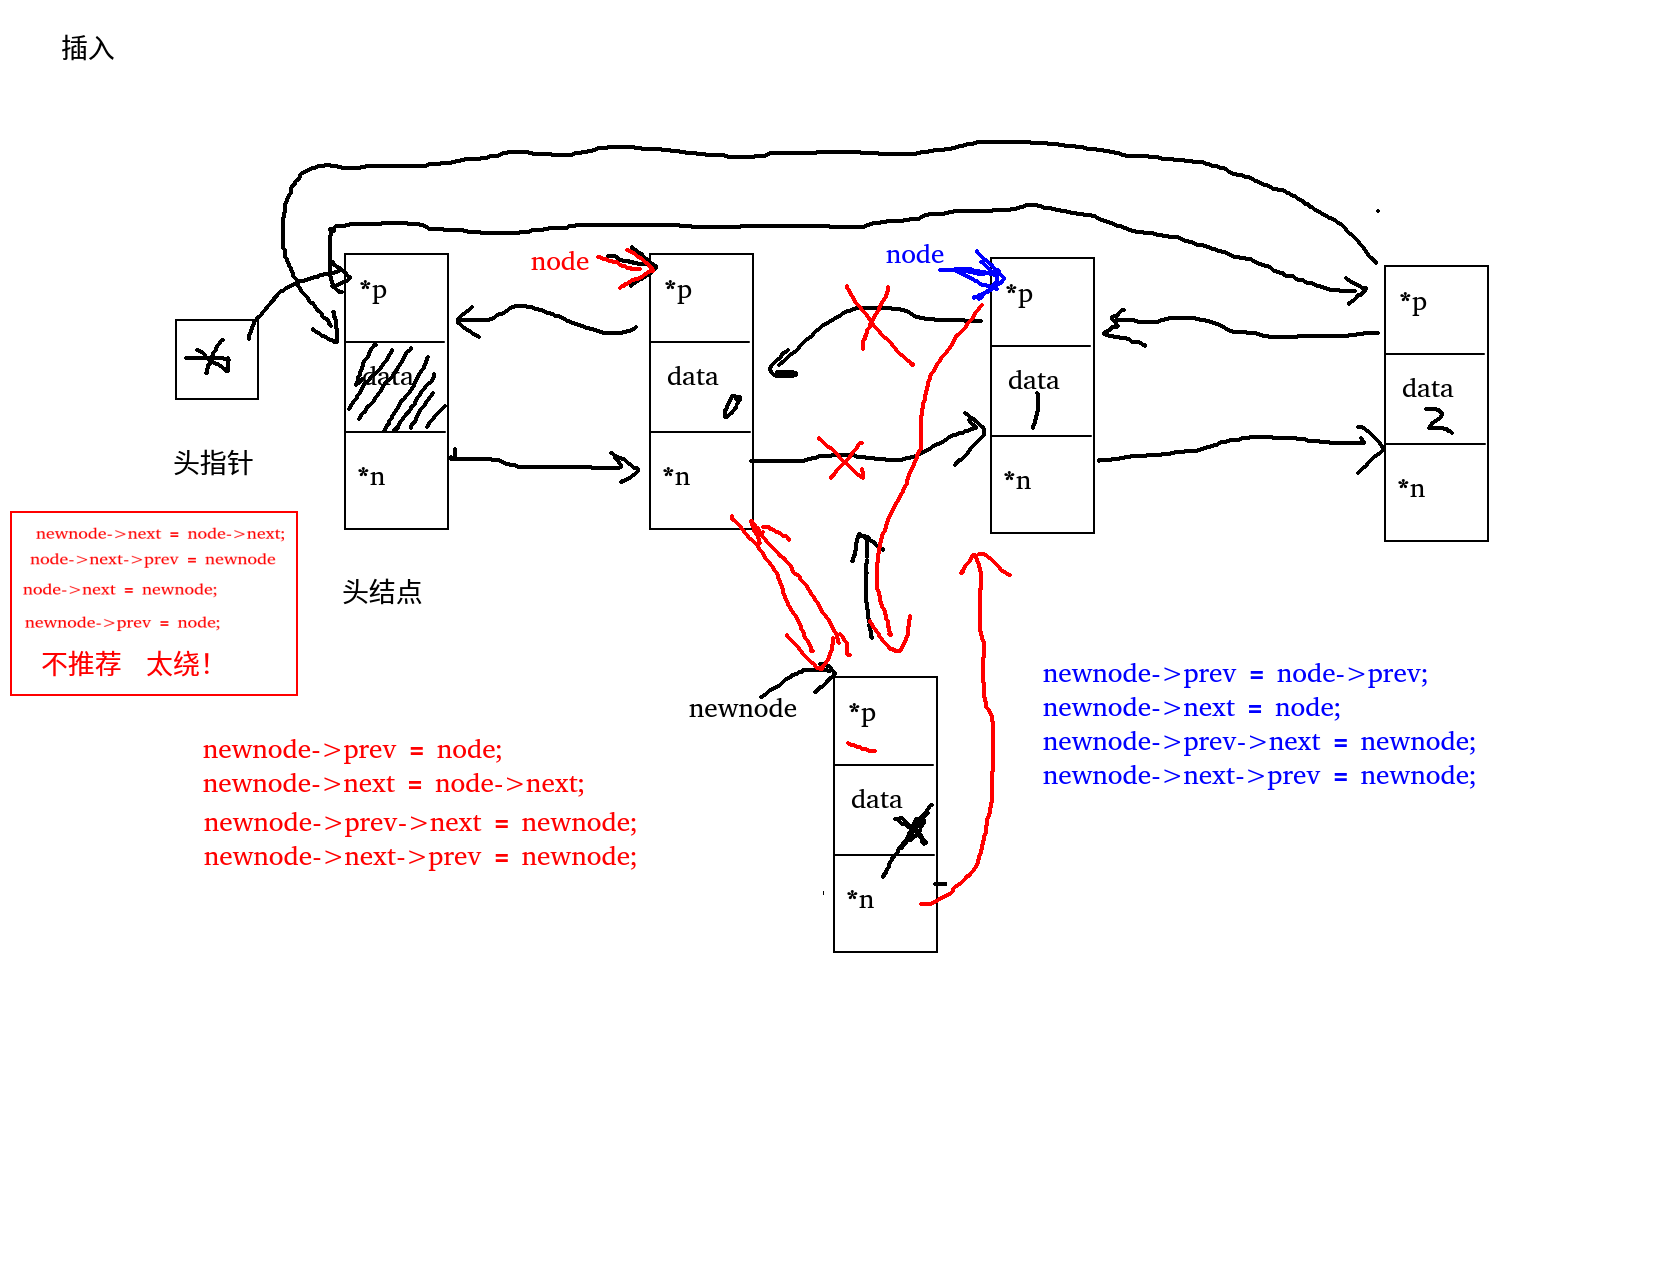 插入
node
node
*p
*p
*p
*p
*
data
data
data
data
0
1
2
头指针
*n
*n
*n
*n
头结点
newnode->next = node->next;
node->next->prev = newnode
node->next = newnode;
newnode->prev = node;
不推荐 太绕!
newnode
*p
data
*n
newnode->prev = node;
newnode->next = node->next;
newnode->prev->next = newnode;
newnode->next->prev = newnode;
newnode->prev = node->prev;
newnode->next = node;
newnode->prev->next = newnode;
newnode->next->prev = newnode;